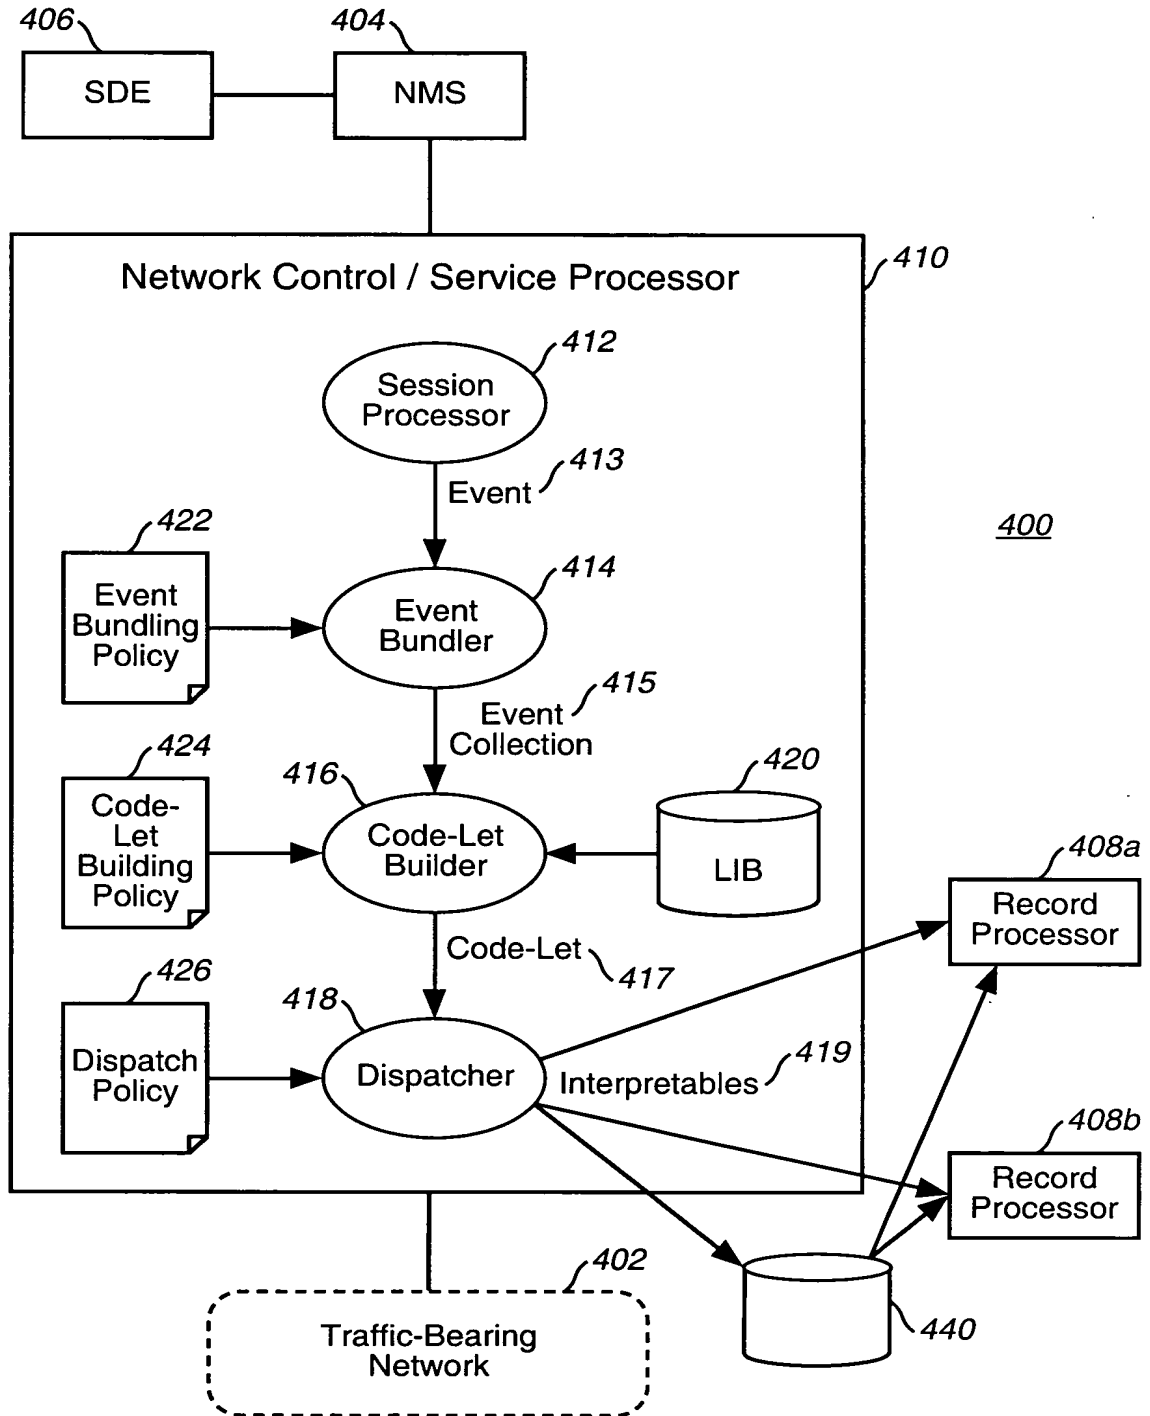 406
404
SDE
NMS
410
Network Control / Service Processor
412
Session
Processor
413
Event
400
422
414
Event
Bundling
Policy
Event
Bundler
415
Event
Collection
424
416
420
Code-
Let
Building
Policy
Code-Let
Builder
LIB
408a
Record
Processor
Code-Let
417
426
418
Dispatch
Policy
Dispatcher
419
Interpretables
408b
Record
Processor
402
Traffic-Bearing
Network
440